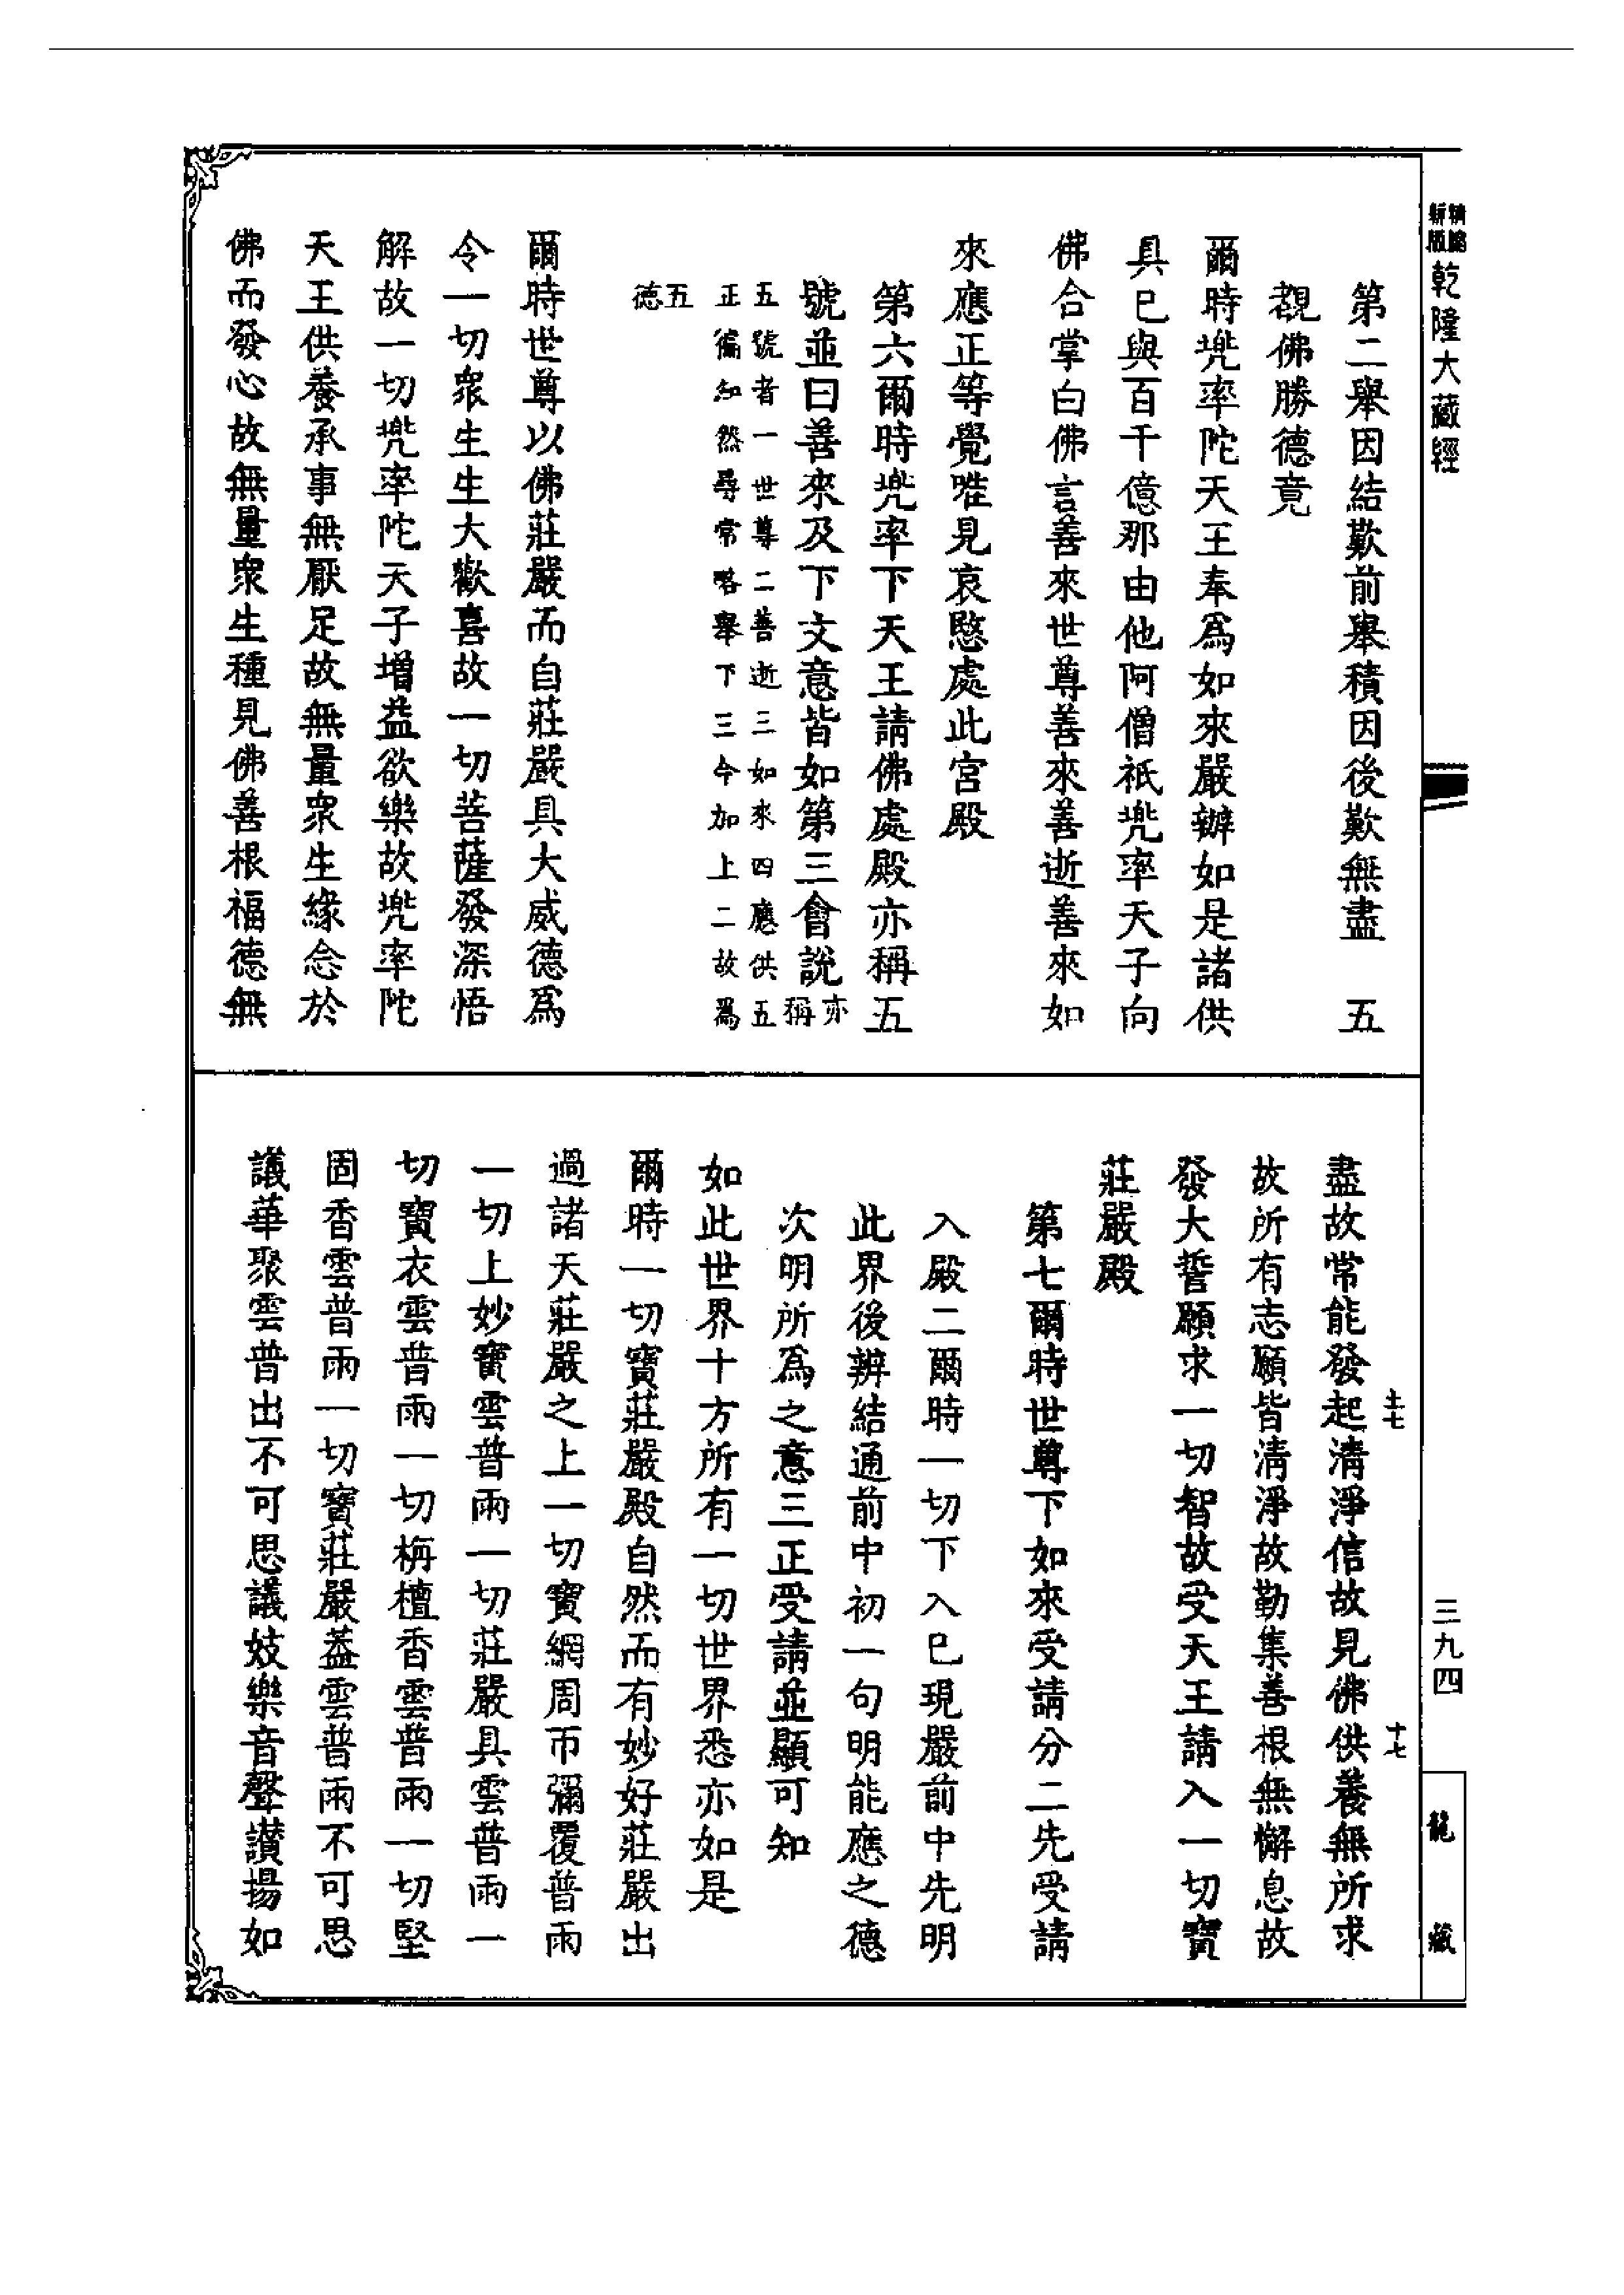 新版
精縮
乾隆大藏經
第二舉因結歎前舉積因後歎無盡　五
覩佛勝德竟
爾時兜率陀天王奉爲如來嚴辦如是諸供
具已與百千億那由他阿僧祇兜率天子向
佛合掌白佛言善來世尊善來善逝善來如
來應正等覺唯見哀愍處此宮殿
第六爾時兜率下天王請佛處殿亦稱五
號並曰善來及下文意皆如第三會說亦稱
五號者一世尊二善逝三如來四應供五
正徧知然尋常略舉下三今加上二故爲
五德
爾時世尊以佛莊嚴而自莊嚴具大威德爲
令一切衆生生大歡喜故一切菩薩發深悟
解故一切兜率陀天子增益欲樂故兜率陀
天王供養承事無厭足故無量衆生緣念於
佛而發心故無量衆生種見佛善根福德無
盡故常能發起清淨信故見佛供養無所求
故所有志願皆清淨故勤集善根無懈息故
發大誓願求一切智故受天王請入一切寶
莊嚴殿
第七爾時世尊下如來受請分二先受請
入殿二爾時一切下入已現嚴前中先明
此界後辨結通前中初一句明能應之德
次明所爲之意三正受請並顯可知
如此世界十方所有一切世界悉亦如是
爾時一切寶莊嚴殿自然而有妙好莊嚴出
過諸天莊嚴之上一切寶網周帀彌覆普雨
一切上妙寶雲普雨一切莊嚴具雲普雨一
切寶衣雲普雨一切栴檀香雲普雨一切堅
固香雲普雨一切寶莊嚴蓋雲普雨不可思
議華聚雲普出不可思議妓樂音聲讚揚如
十七
三九四
龍藏